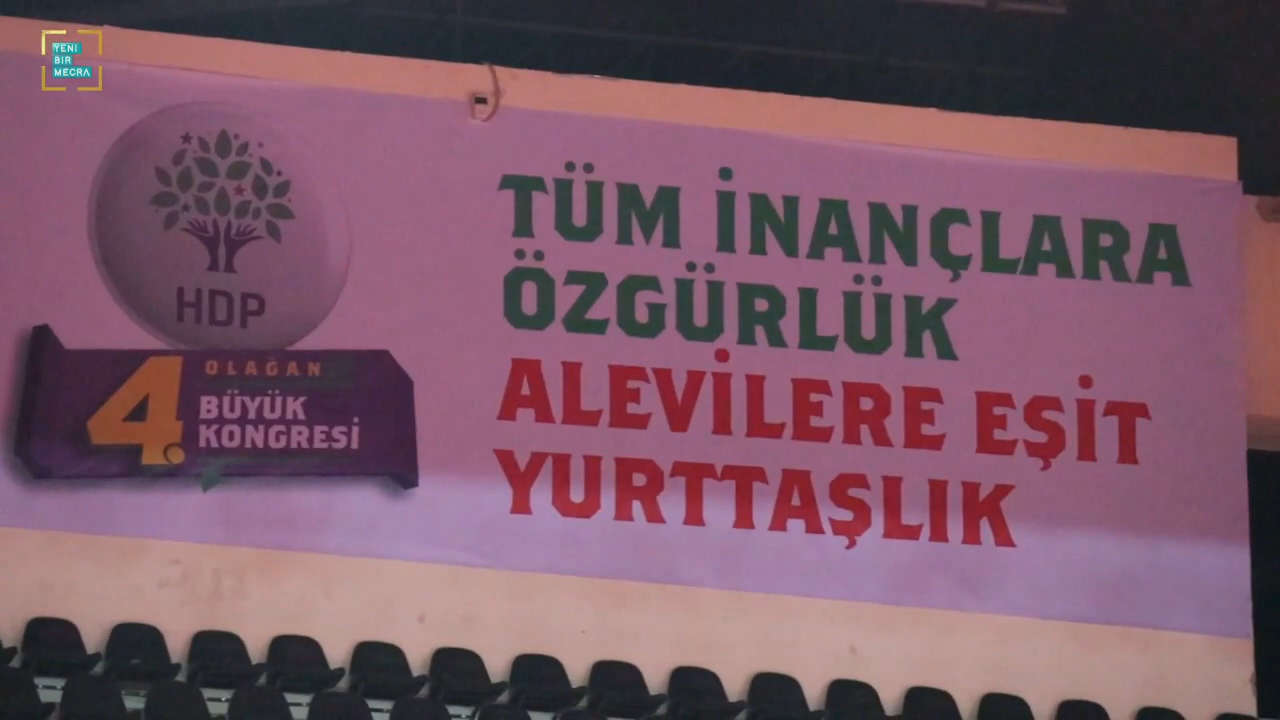 YENİ
BİR
MECRA
HDP
4. OLAĞAN
BÜYÜK
KONGRESİ
TÜM İNANÇLARA
ÖZGÜRLÜK
ALEVİLERE EŞİT
YURTTAŞLIK